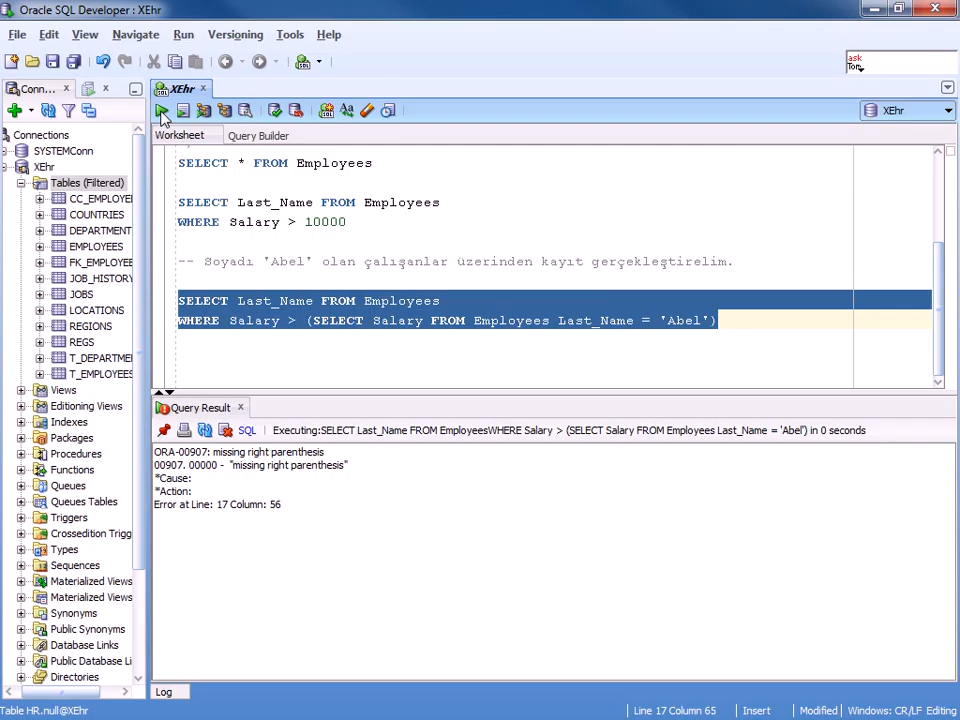 Oracle SQL Developer : XEhr
File Edit View Navigate Run Versioning Tools Help
ask
Tom
Conn... XEhr
XEhr
Worksheet Query Builder
Connections
SYSTEMConn
XEhr
Tables (Filtered)
CC_EMPLOYE
COUNTRIES
DEPARTMENT
EMPLOYEES
FK_EMPLOYEE
JOB_HISTORY
JOBS
LOCATIONS
REGIONS
REGS
T_DEPARTME
T_EMPLOYEES
Views
Editioning Views
Indexes
Packages
Procedures
Functions
Queues
Queues Tables
Triggers
Crossedition Trigg
Types
Sequences
Materialized Views
Materialized Views
Synonyms
Public Synonyms
Database Links
Public Database Li
Directories
SELECT * FROM Employees
SELECT Last_Name FROM Employees
WHERE Salary > 10000
-- Soyadı 'Abel' olan çalışanlar üzerinden kayıt gerçekleştirelim.
SELECT Last_Name FROM Employees
WHERE Salary > (SELECT Salary FROM Employees Last_Name = 'Abel')
Query Result
SQL | Executing:SELECT Last_Name FROM EmployeesWHERE Salary > (SELECT Salary FROM Employees Last_Name = 'Abel') in 0 seconds
ORA-00907: missing right parenthesis
00907. 00000 - "missing right parenthesis"
*Cause:
*Action:
Error at Line: 17 Column: 56
Log
Table HR.null@XEhr
Line 17 Column 65 Insert Modified Windows: CR/LF Editing